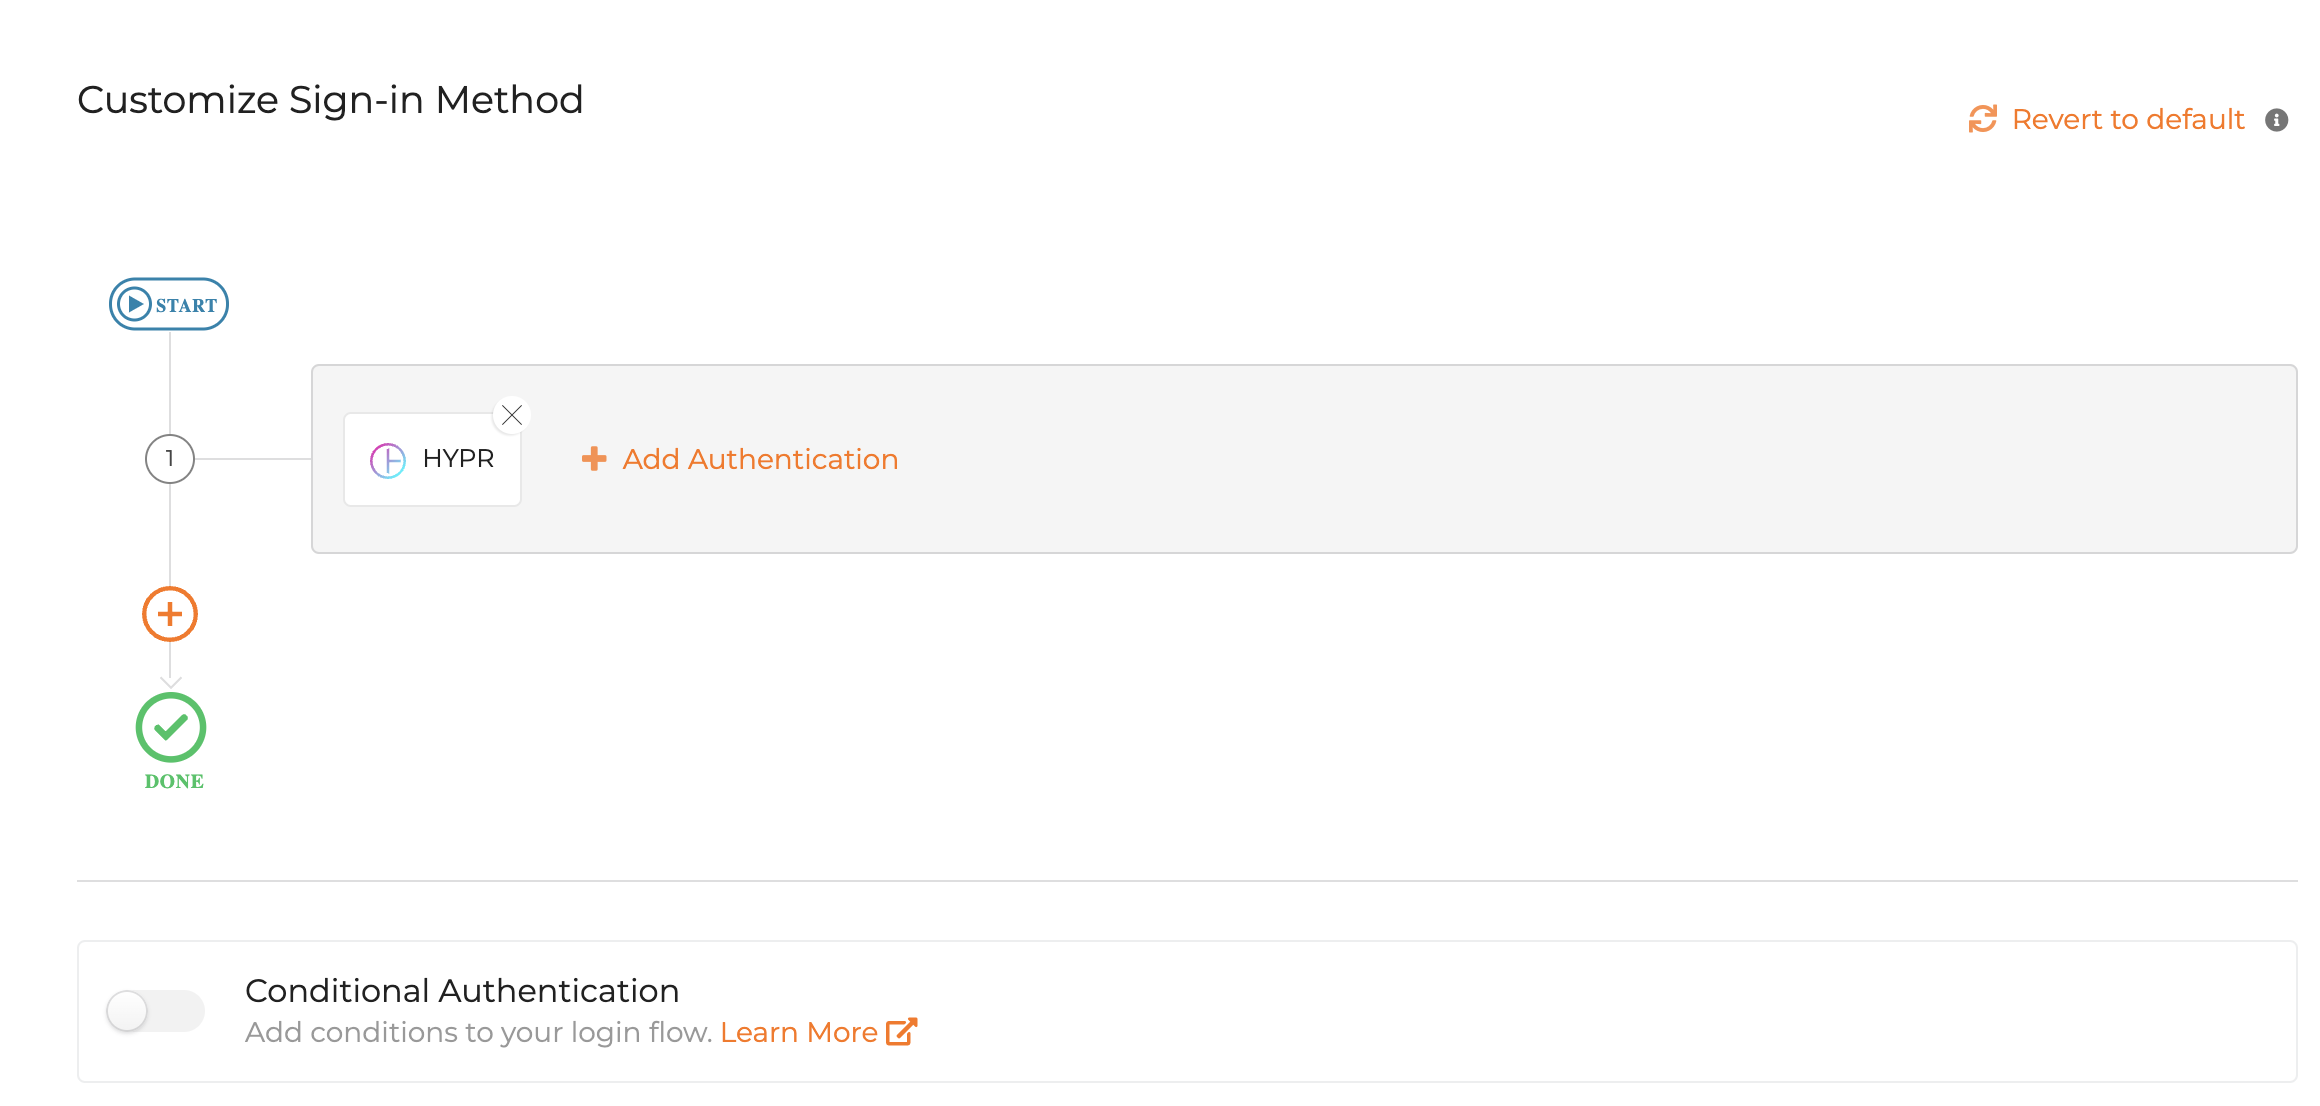 Customize Sign-in Method
Revert to default
START
1
HYPR
Add Authentication
DONE
Conditional Authentication
Add conditions to your login flow. Learn More